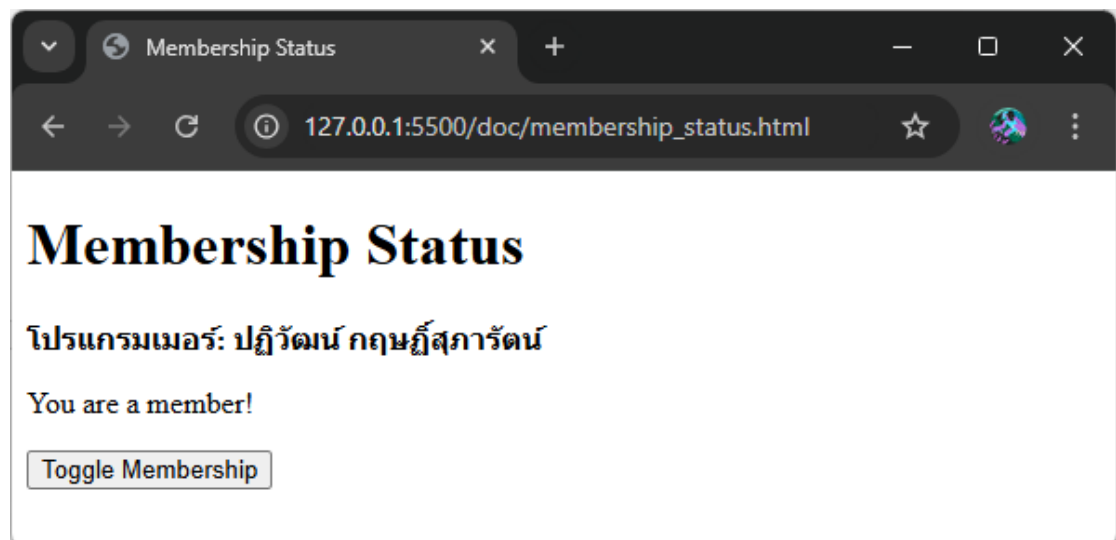 Membership Status
127.0.0.1:5500/doc/membership_status.html
Membership Status
โปรแกรมเมอร์: ปฏิวัฒน์ กฤษฏิ์สุภารัตน์
You are a member!
Toggle Membership